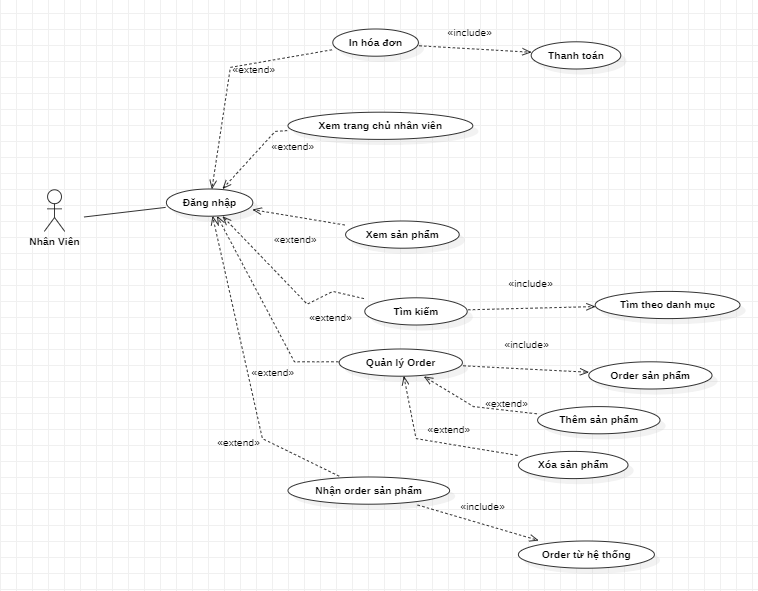 In hóa đơn
«include»
Thanh toán
«extend»
Xem trang chủ nhân viên
«extend»
Đăng nhập
Nhân Viên
Xem sản phẩm
«extend»
Tìm kiếm
«include»
Tìm theo danh mục
«extend»
Quản lý Order
«include»
Order sản phẩm
«extend»
«extend»
Thêm sản phẩm
«extend»
Xóa sản phẩm
«extend»
Nhận order sản phẩm
«include»
Order từ hệ thống